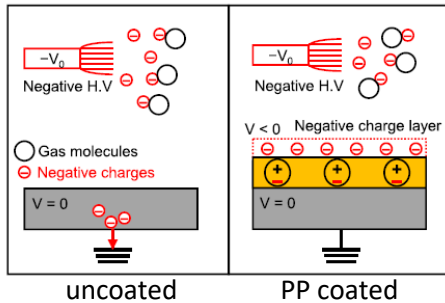 −V₀
Negative H.V
Gas molecules
Negative charges
V = 0
uncoated
−V₀
Negative H.V
V < 0
Negative charge layer
+ + +
V = 0
PP coated